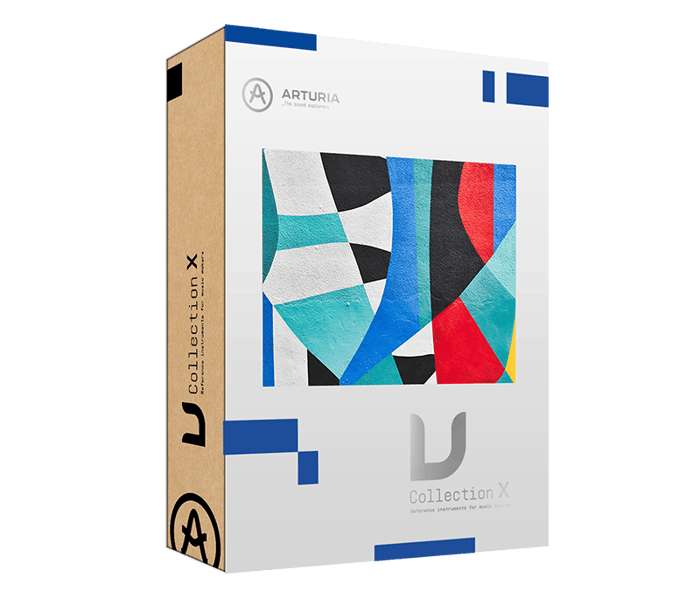 ARTURIA
_The sound explorers
V
Collection X
Reference instruments for music makers
V
Collection X
Reference instruments for music makers